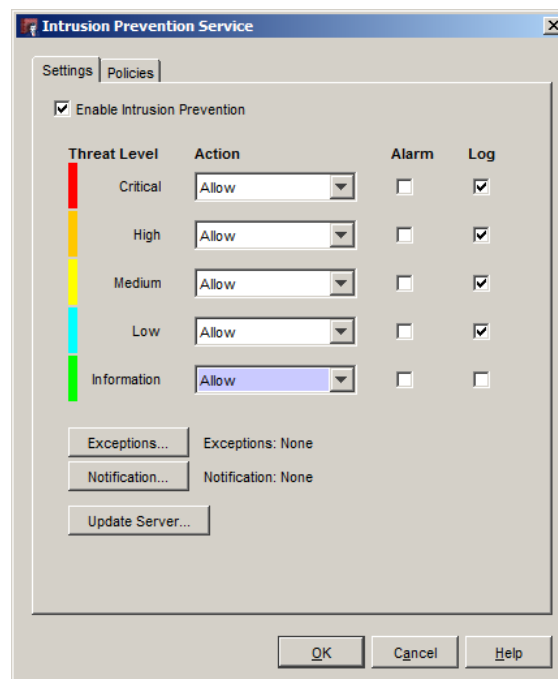 Intrusion Prevention Service
Settings Policies
Enable Intrusion Prevention
Threat Level Action Alarm Log
Critical Allow
High Allow
Medium Allow
Low Allow
Information Allow
Exceptions... Exceptions: None
Notification... Notification: None
Update Server...
OK Cancel Help